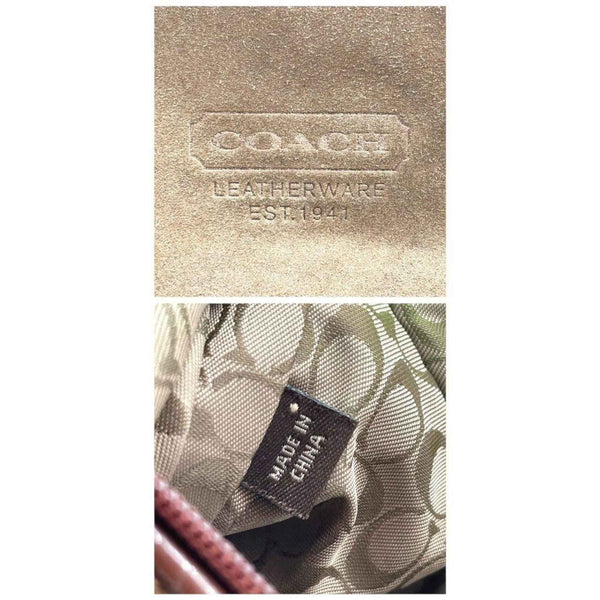 COACH
LEATHERWARE
EST.1941
MADE IN
CHINA